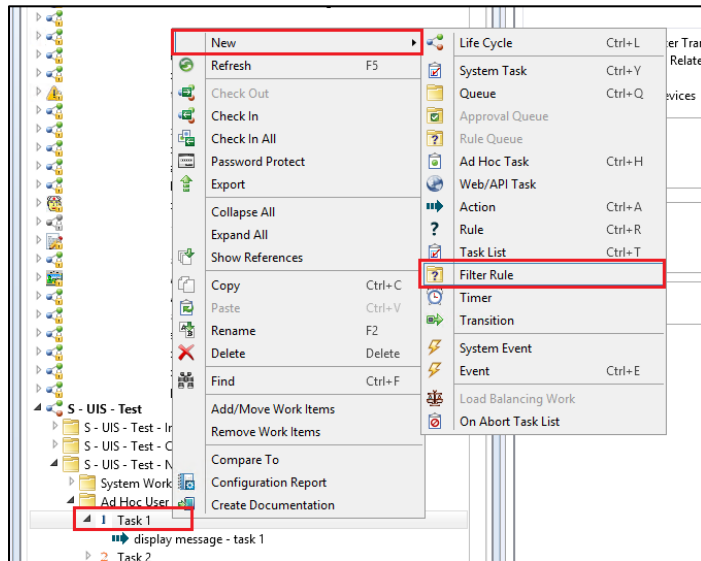 New
Refresh F5
Check Out
Check In
Check In All
Password Protect
Export
Collapse All
Expand All
Show References
Copy Ctrl+C
Paste Ctrl+V
Rename F2
Delete Delete
Find Ctrl+F
Add/Move Work Items
Remove Work Items
Compare To
Configuration Report
Create Documentation
Life Cycle Ctrl+L
System Task Ctrl+Y
Queue Ctrl+Q
Approval Queue
Rule Queue
Ad Hoc Task Ctrl+H
Web/API Task
Action Ctrl+A
Rule Ctrl+R
Task List Ctrl+T
Filter Rule
Timer
Transition
System Event
Event Ctrl+E
Load Balancing Work
On Abort Task List
er Tra
Relate
evices
S - UIS - Test
S - UIS - Test - I
S - UIS - Test - C
S - UIS - Test - N
System Work
Ad Hoc User
1 Task 1
display message - task 1
2 Task 2